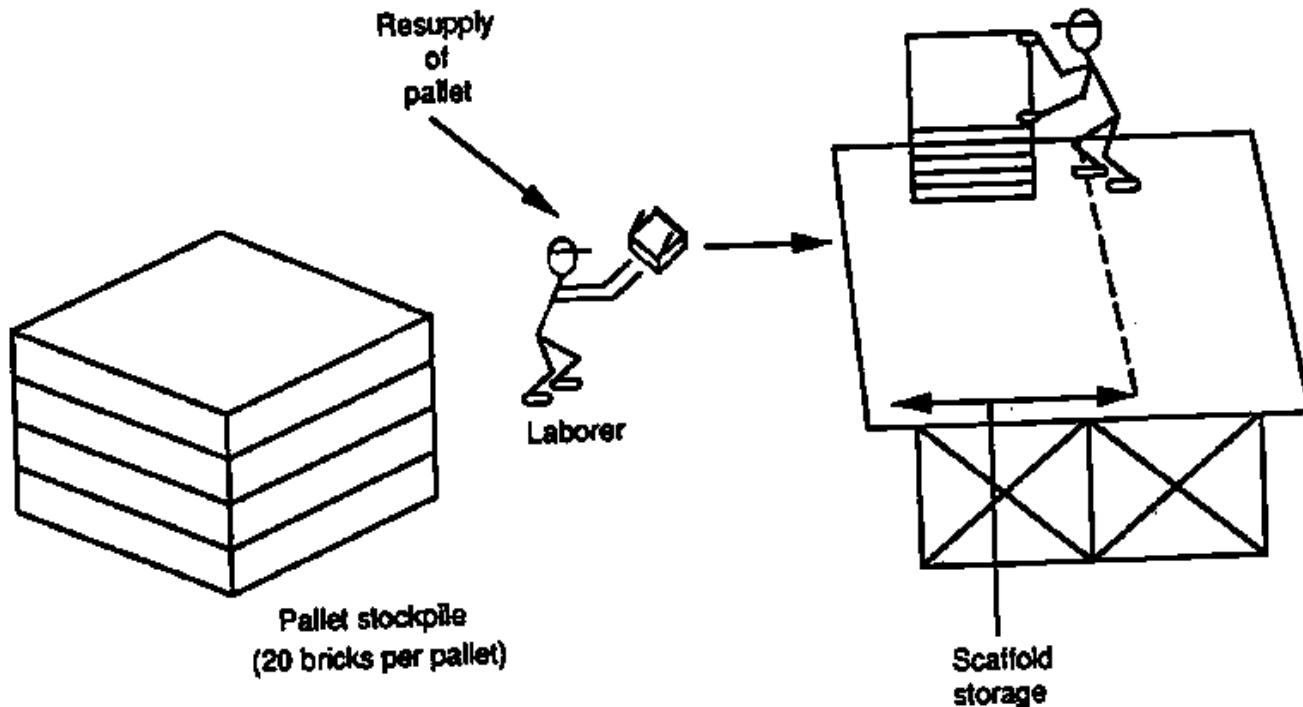 Resupply
of
pallet
Laborer
Pallet stockpile
(20 bricks per pallet)
Scaffold
storage